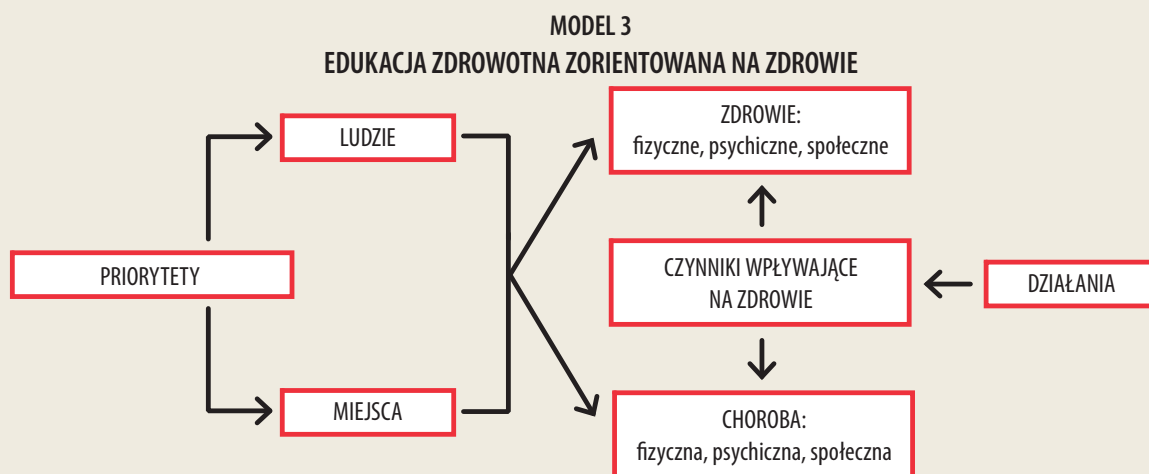 MODEL 3
EDUKACJA ZDROWOTNA ZORIENTOWANA NA ZDROWIE
PRIORYTETY
LUDZIE
MIEJSCA
ZDROWIE:
fizyczne, psychiczne, społeczne
CZYNNIKI WPŁYWAJĄCE
NA ZDROWIE
DZIAŁANIA
CHOROBA:
fizyczna, psychiczna, społeczna